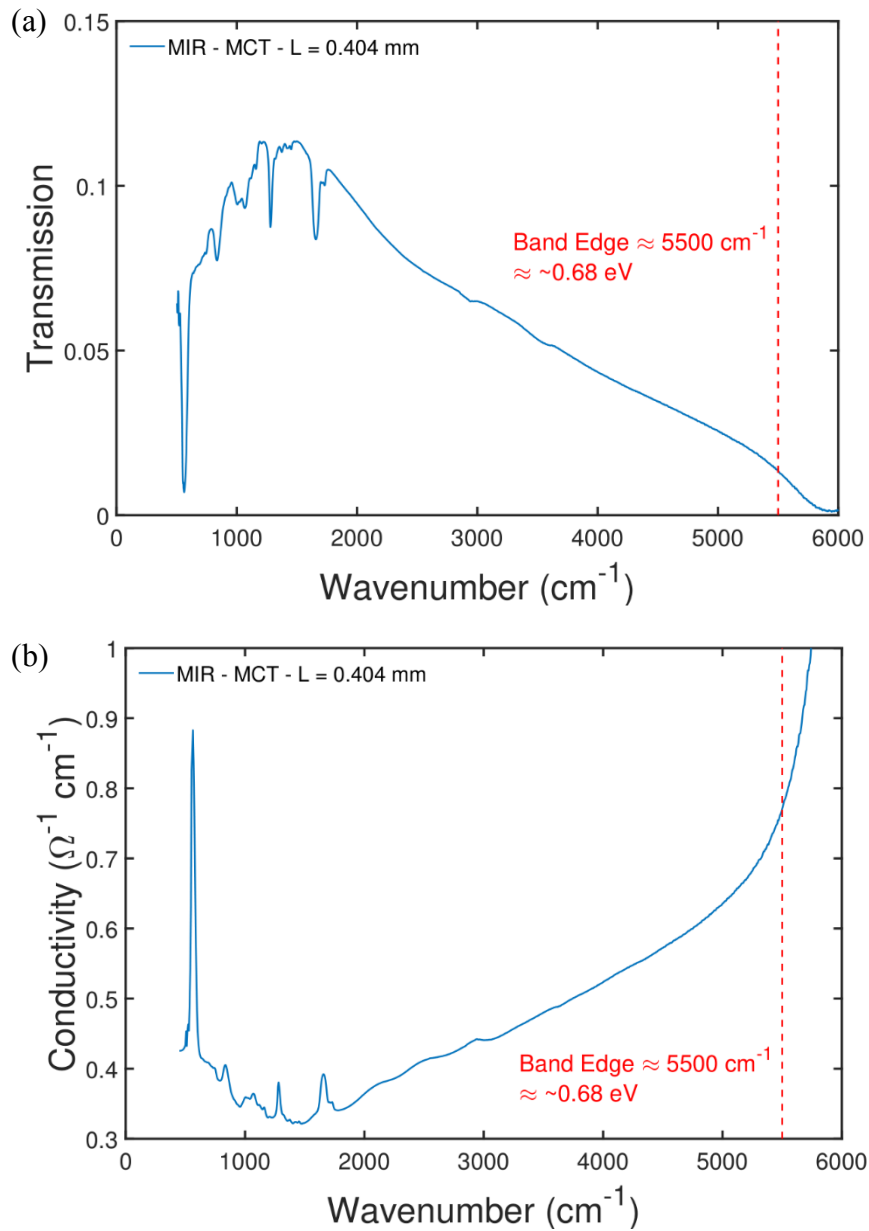 (a)
0.15
MIR - MCT - L = 0.404 mm
0.1
Transmission
Band Edge ≈ 5500 cm⁻¹
≈ ~0.68 eV
0.05
0
0 1000 2000 3000 4000 5000 6000
Wavenumber (cm⁻¹)
(b)
1
MIR - MCT - L = 0.404 mm
0.9
0.8
0.7
Conductivity (Ω⁻¹ cm⁻¹)
0.6
0.5
Band Edge ≈ 5500 cm⁻¹
≈ ~0.68 eV
0.4
0.3
0 1000 2000 3000 4000 5000 6000
Wavenumber (cm⁻¹)